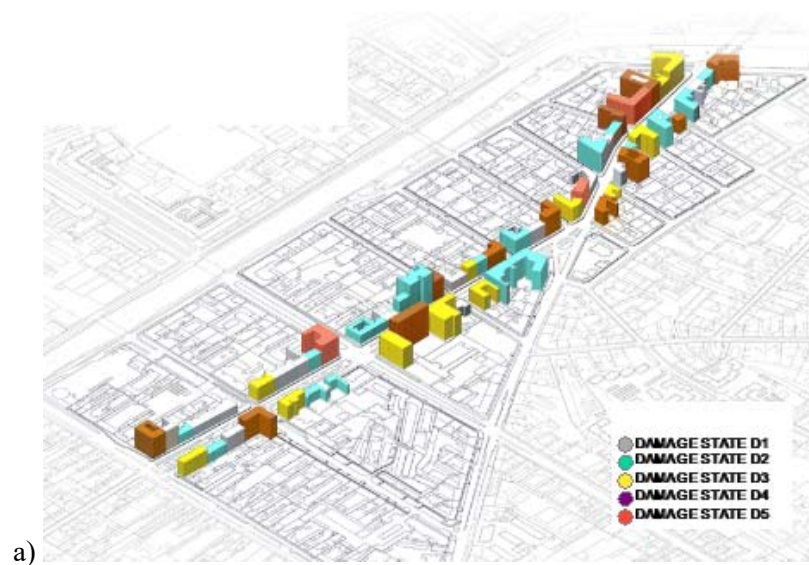 DAMAGE STATE D1
DAMAGE STATE D2
DAMAGE STATE D3
DAMAGE STATE D4
DAMAGE STATE D5
a)